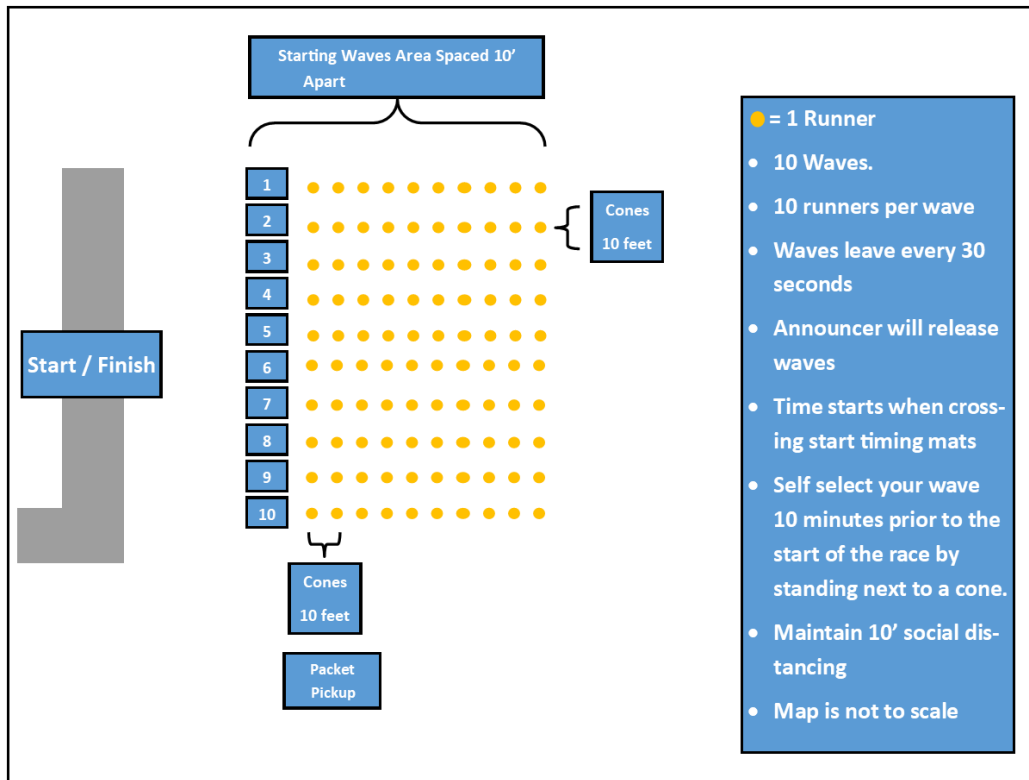 Starting Waves Area Spaced 10’
Apart
1
2
3
4
5
6
7
8
9
10
Cones
10 feet
Start / Finish
Cones
10 feet
Packet
Pickup
= 1 Runner
• 10 Waves.
• 10 runners per wave
• Waves leave every 30
seconds
• Announcer will release
waves
• Time starts when cross-
ing start timing mats
• Self select your wave
10 minutes prior to the
start of the race by
standing next to a cone.
• Maintain 10’ social dis-
tancing
• Map is not to scale